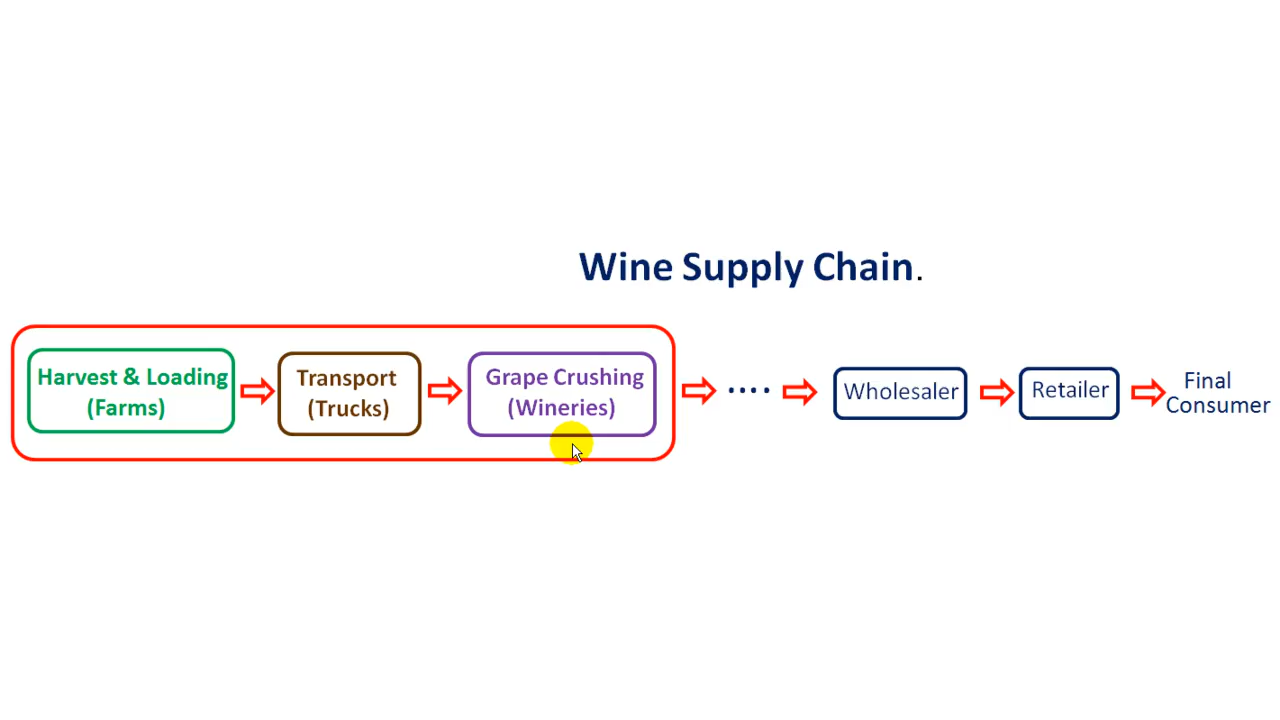 Wine Supply Chain.
Harvest & Loading
(Farms)
Transport
(Trucks)
Grape Crushing
(Wineries)
....
Wholesaler
Retailer
Final
Consumer